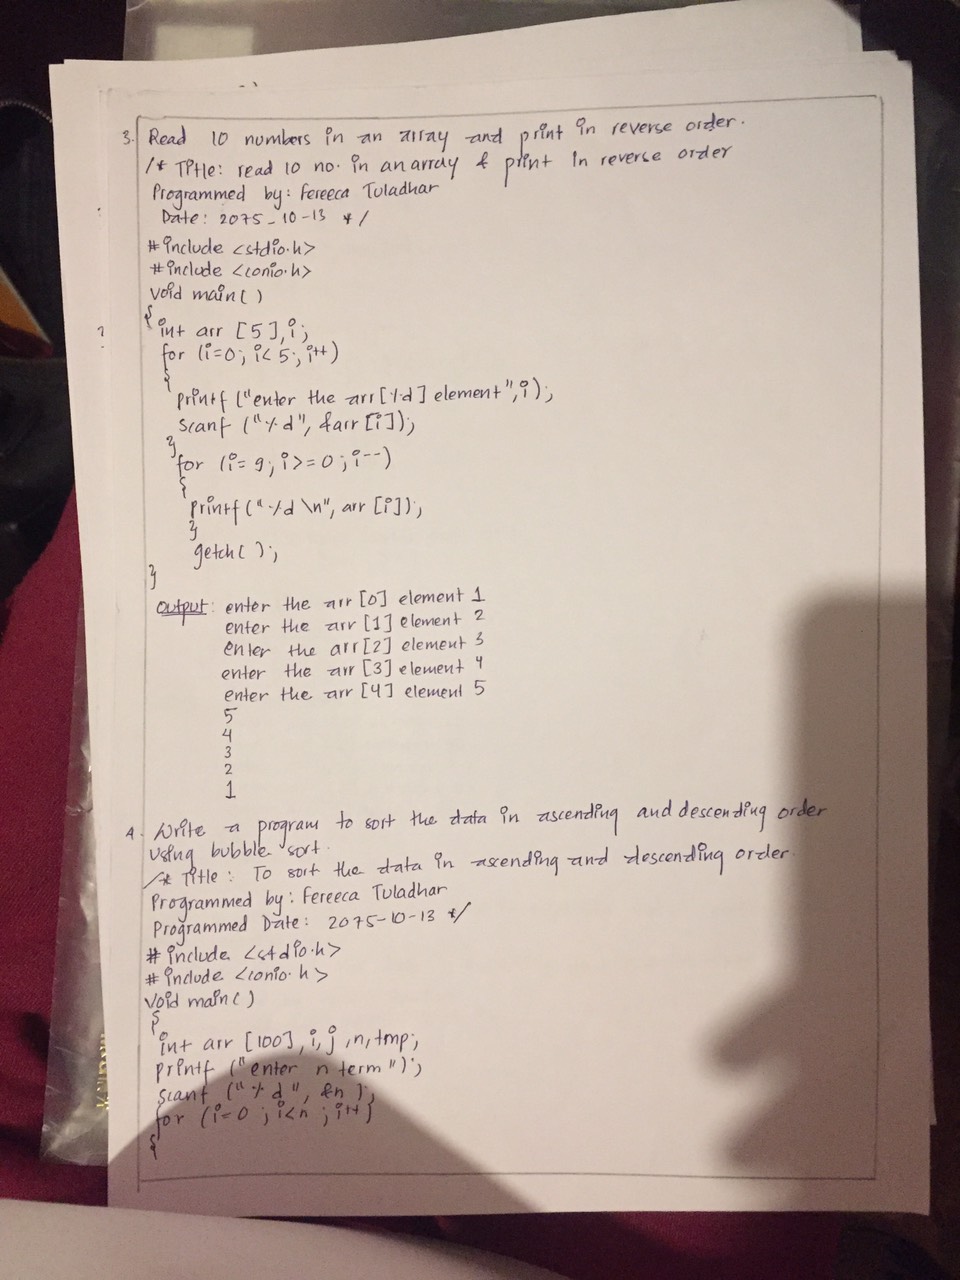 3. Read 10 numbers in an array and print in reverse order.
/* Title: read 10 no. in an array & print in reverse order
Programmed by: Fereeca Tuladhar
Date: 2075-10-13 */
#include <stdio.h>
#include <conio.h>
void main()
{
int arr [5], i;
for (i=0; i<5; i++)
{
printf ("enter the arr[%d] element", i);
scanf ("%d", &arr [i]);
}
for (i=9; i>=0; i--)
{
printf ("%d \n", arr [i]);
}
getch( );
}
output: enter the arr [0] element 1
enter the arr [1] element 2
enter the arr [2] element 3
enter the arr [3] element 4
enter the arr [4] element 5
5
4
3
2
1
4. Write a program to sort the data in ascending and descending order
using bubble sort.
/* Title: To sort the data in ascending and descending order.
Programmed by: Fereeca Tuladhar
Programmed Date: 2075-10-13 */
#include <stdio.h>
#include <conio.h>
void main()
{
int arr [100], i, j, n, tmp;
printf ("enter n term");
scanf ("%d", &n);
for (i=0; i<n; i++)
{